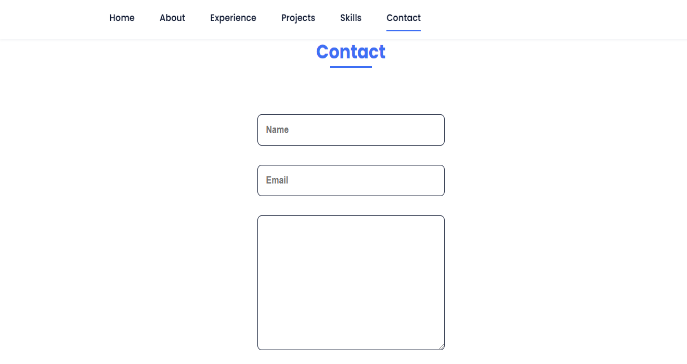 Home About Experience Projects Skills Contact
Contact
Name
Email